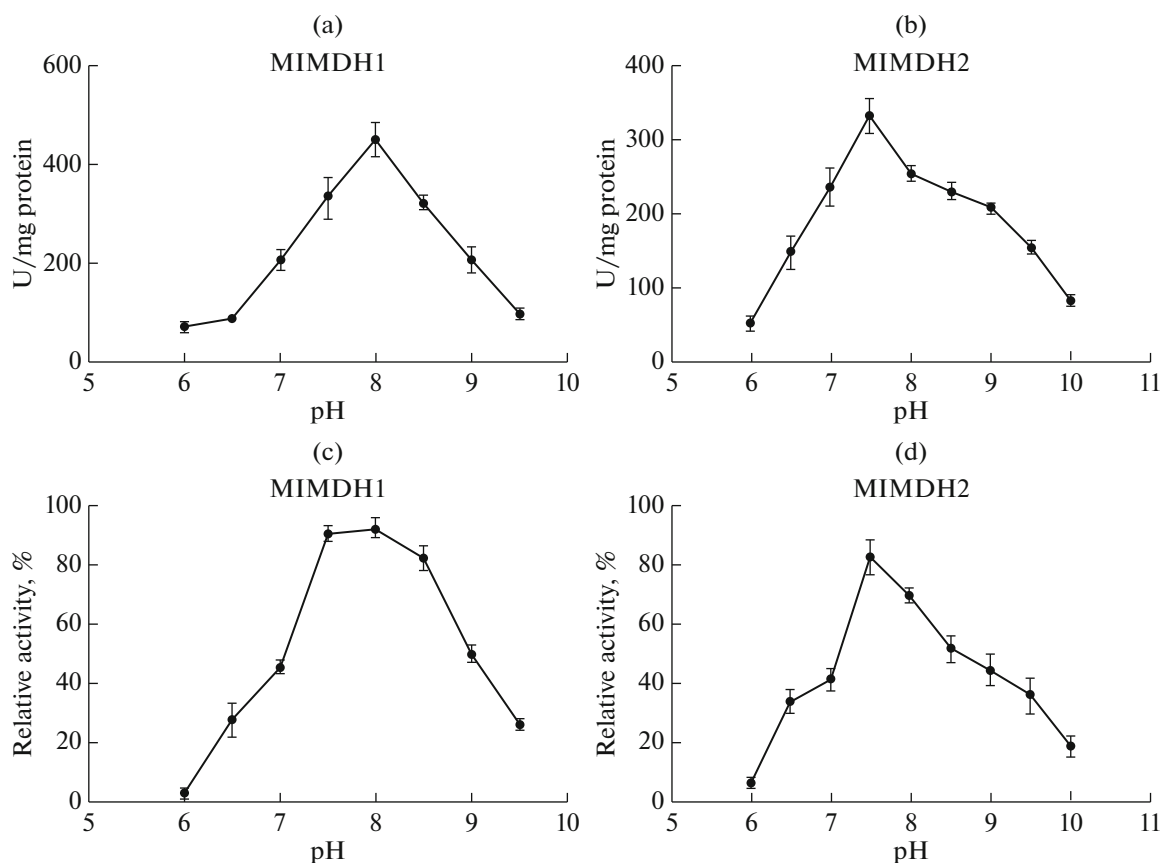 (a)
MIMDH1
600
400
200
0
U/mg protein
5 6 7 8 9 10
pH
(b)
MIMDH2
400
300
200
100
0
U/mg protein
5 6 7 8 9 10 11
pH
(c)
MIMDH1
100
80
60
40
20
0
Relative activity, %
5 6 7 8 9 10
pH
(d)
MIMDH2
100
80
60
40
20
0
Relative activity, %
5 6 7 8 9 10 11
pH